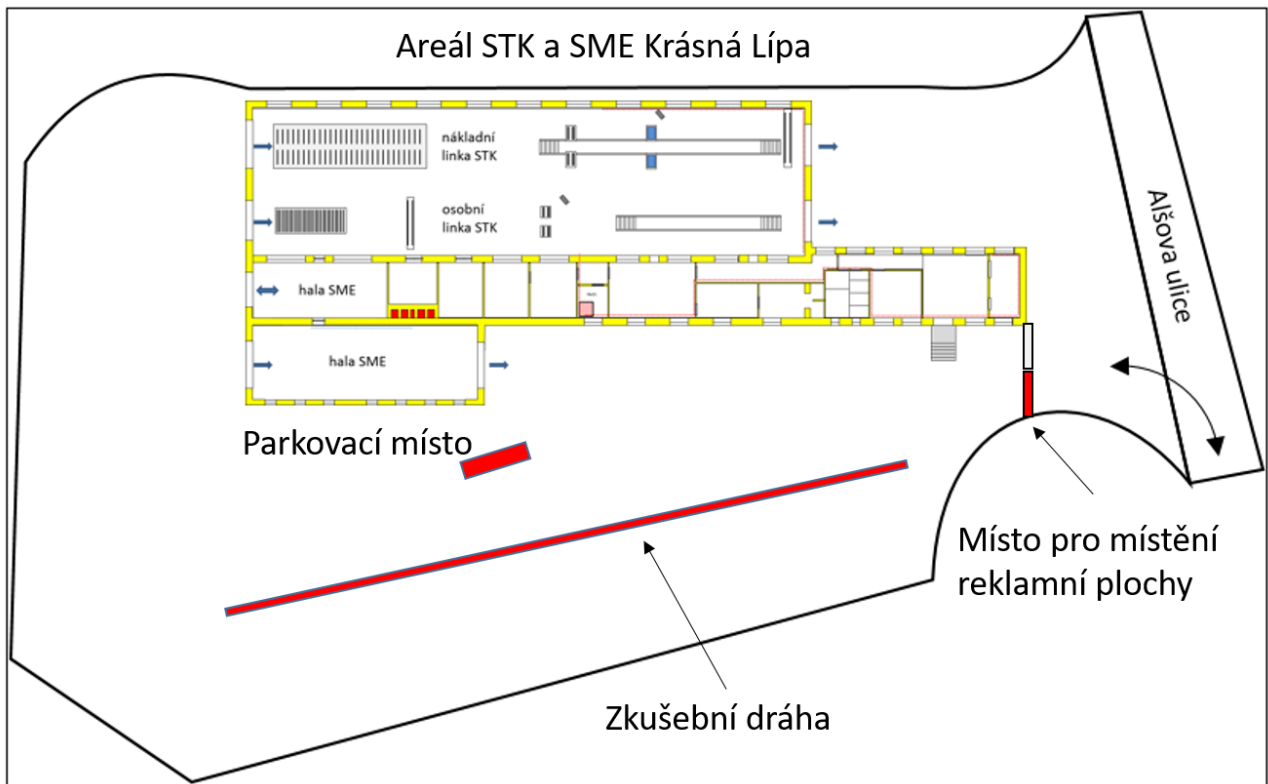 Areál STK a SME Krásná Lípa
nákladní
linka STK
osobní
linka STK
Alšova ulice
hala SME
hala SME
Parkovací místo
Místo pro místění
reklamní plochy
Zkušební dráha